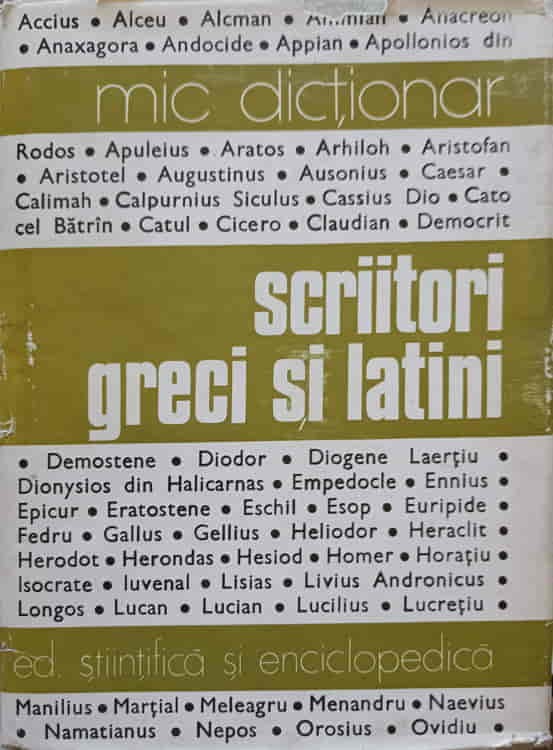 Accius • Alceu • Alcman • Ammian • Anacreon
• Anaxagora • Andocide • Appian • Apollonios din
mic dicționar
Rodos • Apuleius • Aratos • Arhiloh • Aristofan
• Aristotel • Augustinus • Ausonius • Caesar •
Calimah • Calpurnius Siculus • Cassius Dio • Cato
cel Bătrîn • Catul • Cicero • Claudian • Democrit
scriitori
greci și latini
• Demostene • Diodor • Diogene Laerțiu •
Dionysios din Halicarnas • Empedocle • Ennius •
Epicur • Eratostene • Eschil • Esop • Euripide •
Fedru • Gallus • Gellius • Heliodor • Heraclit •
Herodot • Herondas • Hesiod • Homer • Horațiu •
Isocrate • Iuvenal • Lisias • Livius Andronicus •
Longos • Lucan • Lucian • Lucilius • Lucrețiu •
ed. științifică și enciclopedică
Manilius • Marțial • Meleagru • Menandru • Naevius
• Namatianus • Nepos • Orosius • Ovidiu •